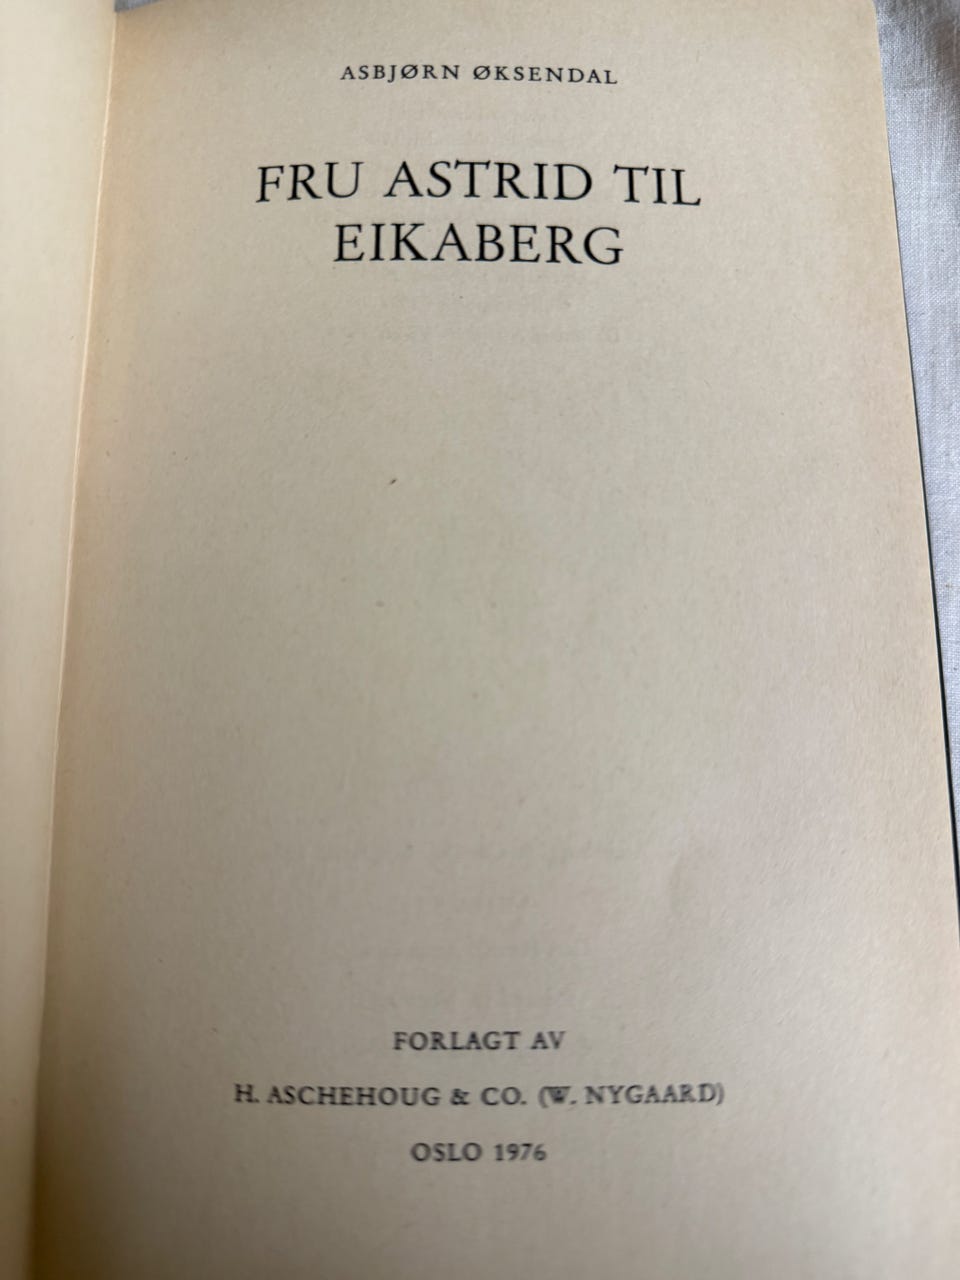 ASBJØRN ØKSENDAL
FRU ASTRID TIL
EIKABERG
FORLAGT AV
H. ASCHEHOUG & CO. (W. NYGAARD)
OSLO 1976